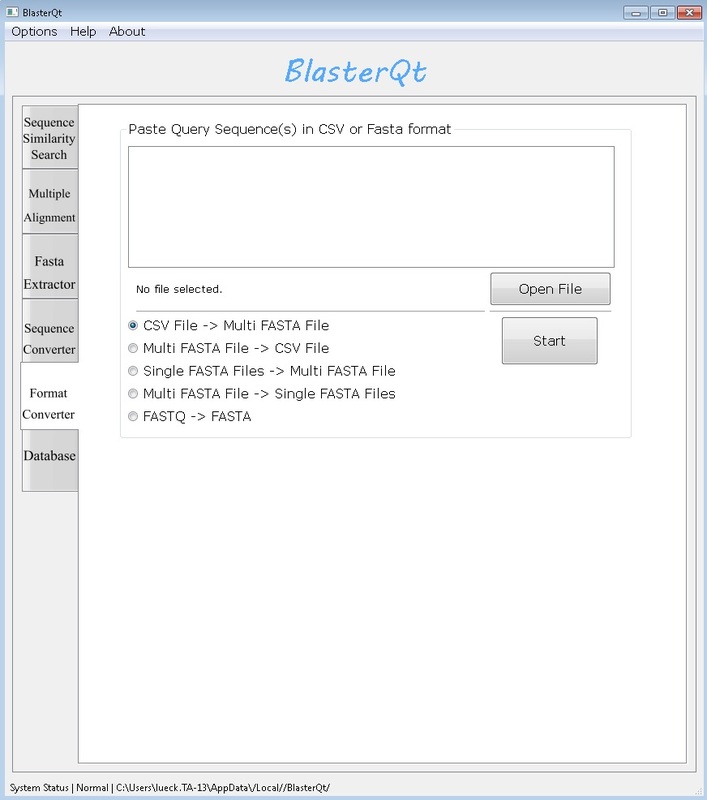 BlasterQt
Options Help About
BlasterQt
Sequence
Similarity
Search
Multiple
Alignment
Fasta
Extractor
Sequence
Converter
Format
Converter
Database
Paste Query Sequence(s) in CSV or Fasta format
No file selected.
Open File
CSV File -> Multi FASTA File
Multi FASTA File -> CSV File
Single FASTA Files -> Multi FASTA File
Multi FASTA File -> Single FASTA Files
FASTQ -> FASTA
Start
System Status | Normal | C:\Users\lueck.TA-13\AppData\/Local//BlasterQt/